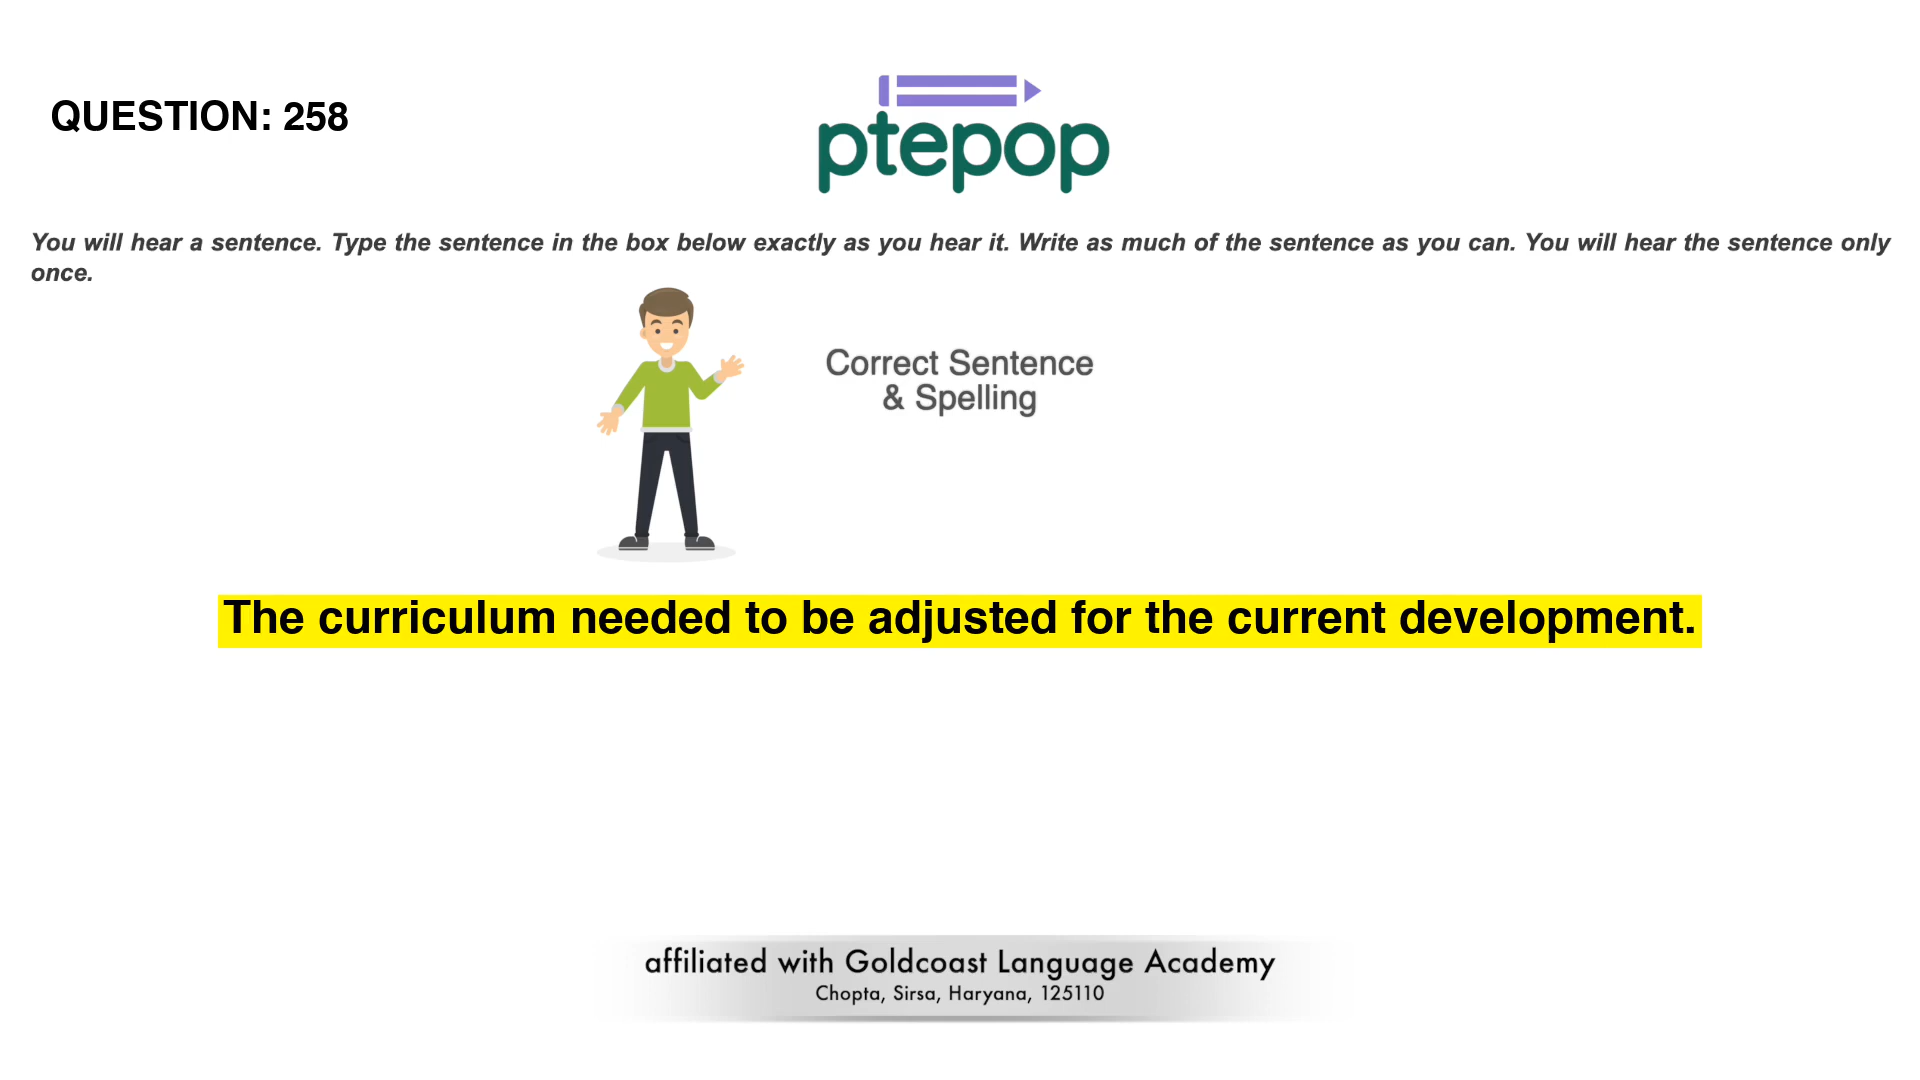 QUESTION: 258
ptepop
You will hear a sentence. Type the sentence in the box below exactly as you hear it. Write as much of the sentence as you can. You will hear the sentence only
once.
Correct Sentence
& Spelling
The curriculum needed to be adjusted for the current development.
affiliated with Goldcoast Language Academy
Chopta, Sirsa, Haryana, 125110